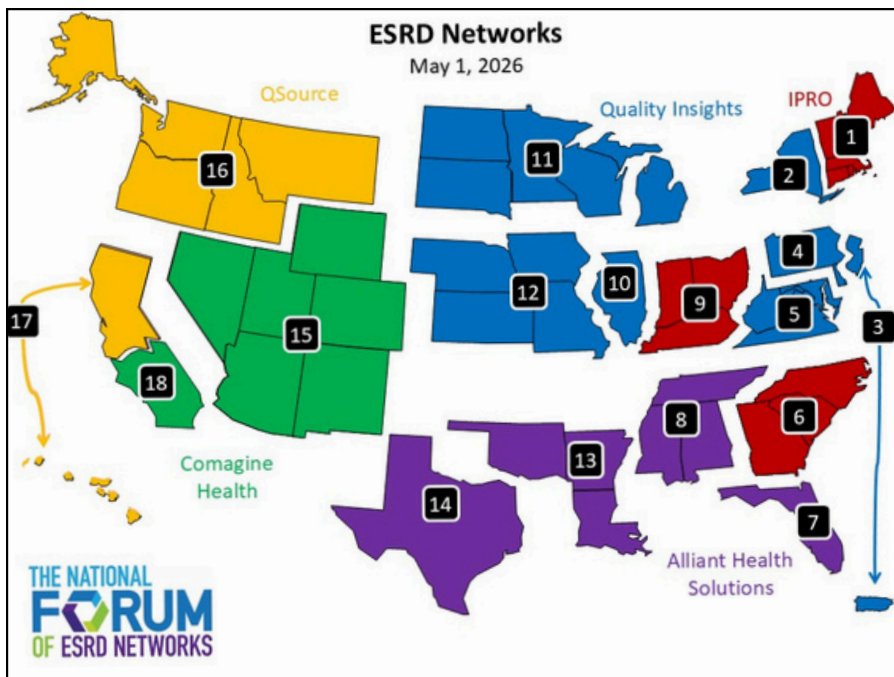 ESRD Networks
May 1, 2026
QSource
Quality Insights
IPRO
1
2
11
16
4
10
12
9
5
3
17
15
18
6
8
13
14
7
Comagine
Health
Alliant Health
Solutions
THE NATIONAL
FORUM
OF ESRD NETWORKS